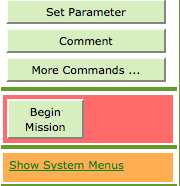 Set Parameter
Comment
More Commands ...
Begin
Mission
Show System Menus